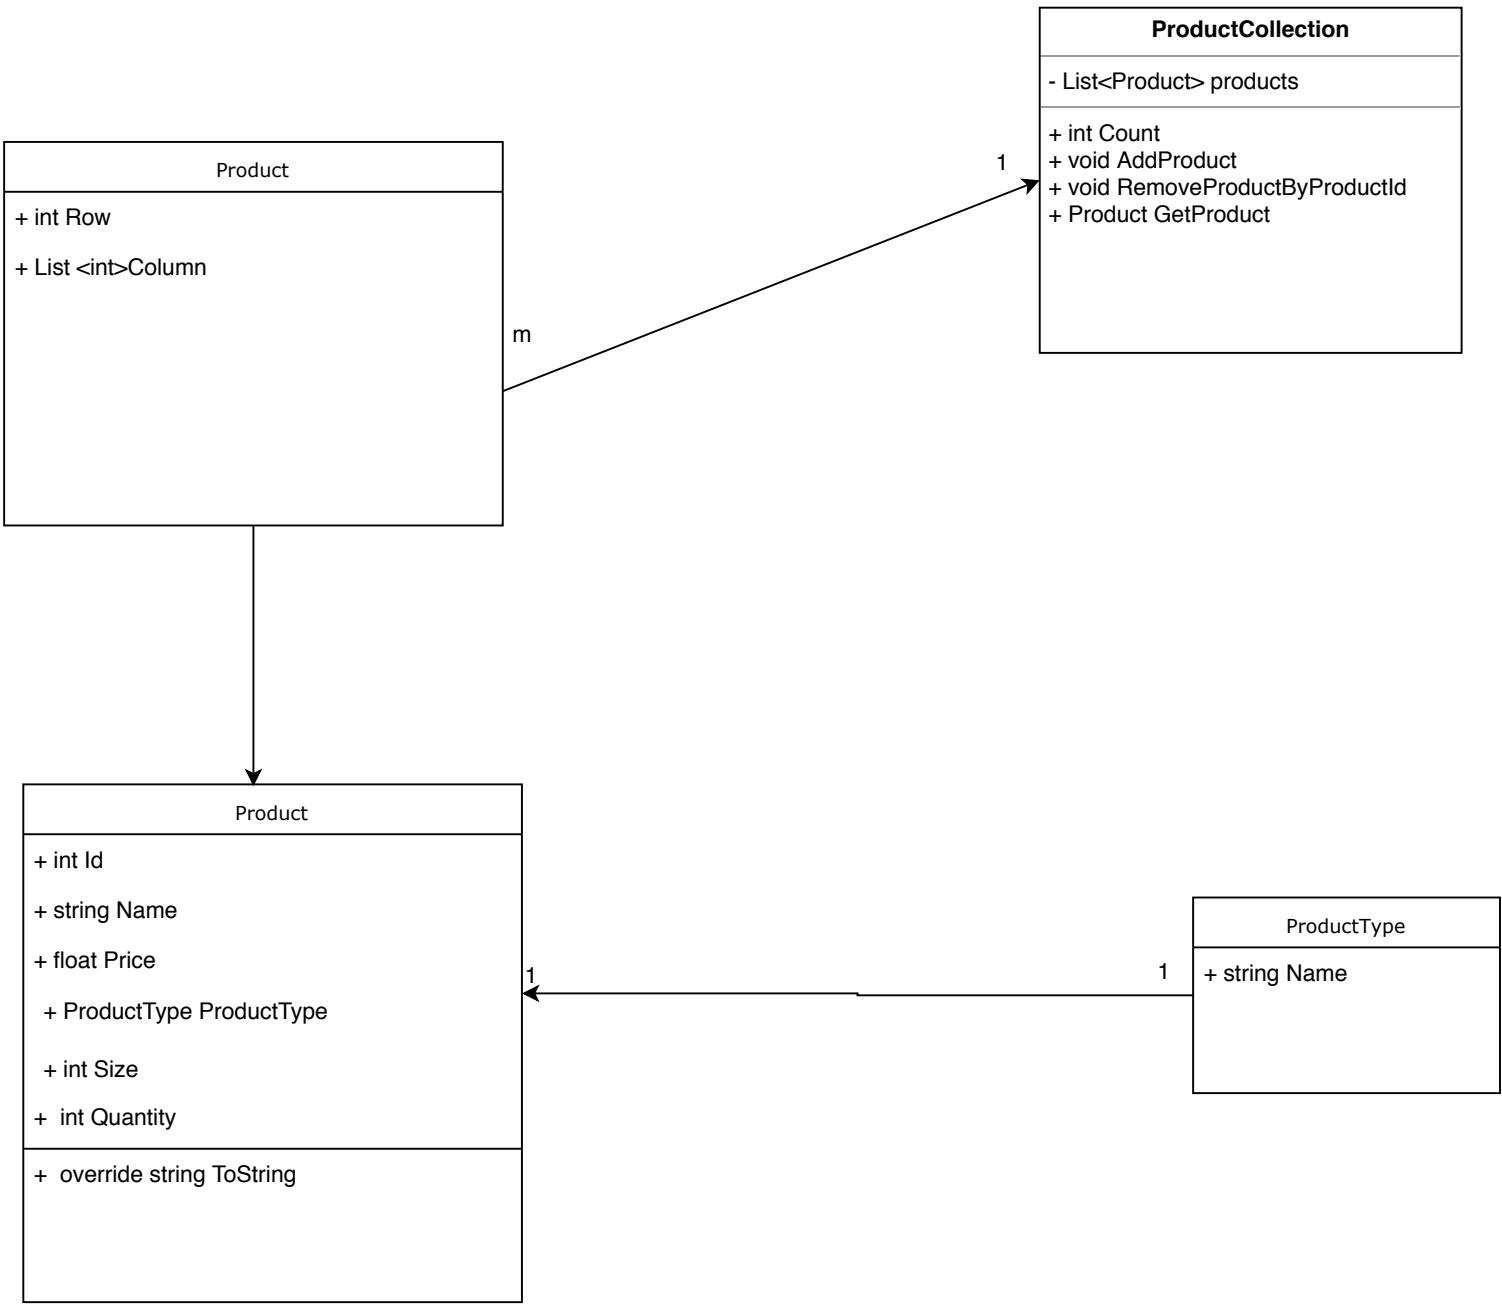 ProductCollection
- List<Product> products
+ int Count
+ void AddProduct
+ void RemoveProductByProductId
+ Product GetProduct
1
Product
+ int Row
+ List <int>Column
m
Product
+ int Id
+ string Name
+ float Price
+ ProductType ProductType
+ int Size
+ int Quantity
+ override string ToString
1
1
ProductType
+ string Name